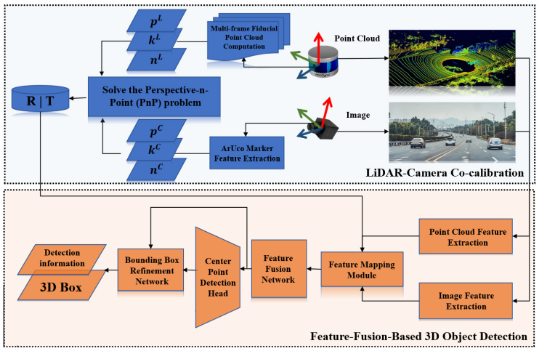 p^L
k^L
n^L
Multi-frame Fiducial
Point Cloud
Computation
Point Cloud
Solve the Perspective-n-
Point (PnP) problem
R | T
Image
p^C
k^C
n^C
ArUco Marker
Feature Extraction
LiDAR-Camera Co-calibration
Detection
information
3D Box
Bounding Box
Refinement
Network
Center
Point
Detection
Head
Feature
Fusion
Network
Feature Mapping
Module
Point Cloud Feature
Extraction
Image Feature
Extraction
Feature-Fusion-Based 3D Object Detection